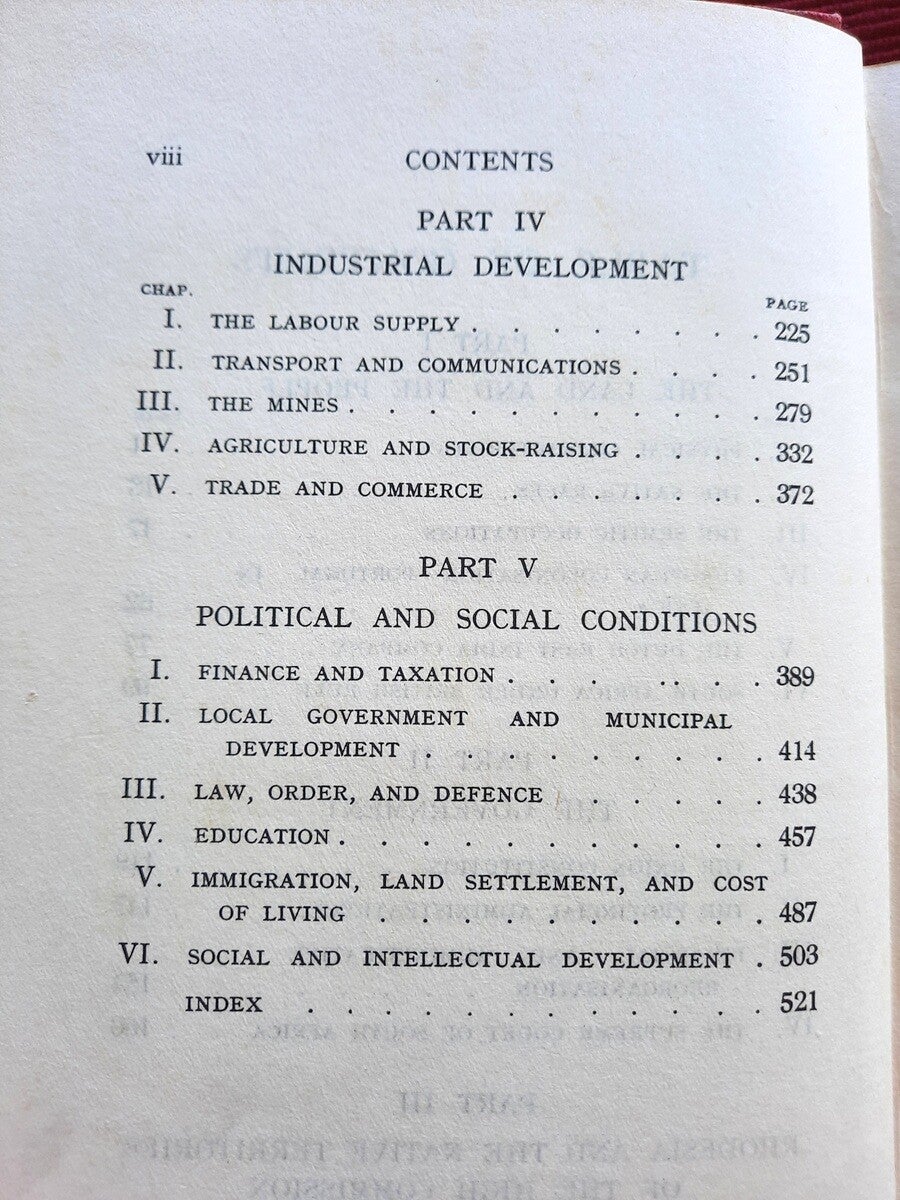 viii CONTENTS
PART IV
INDUSTRIAL DEVELOPMENT
CHAP. PAGE
I. THE LABOUR SUPPLY . . . . . . . . 225
II. TRANSPORT AND COMMUNICATIONS . . . . 251
III. THE MINES . . . . . . . . . . . 279
IV. AGRICULTURE AND STOCK-RAISING . . . . 332
V. TRADE AND COMMERCE . . . . . . . 372
PART V
POLITICAL AND SOCIAL CONDITIONS
I. FINANCE AND TAXATION . . . . . . . 389
II. LOCAL GOVERNMENT AND MUNICIPAL
DEVELOPMENT . . . . . . . . . 414
III. LAW, ORDER, AND DEFENCE . . . . . 438
IV. EDUCATION . . . . . . . . . . . 457
V. IMMIGRATION, LAND SETTLEMENT, AND COST
OF LIVING . . . . . . . . . . 487
VI. SOCIAL AND INTELLECTUAL DEVELOPMENT . 503
INDEX . . . . . . . . . . . . 521